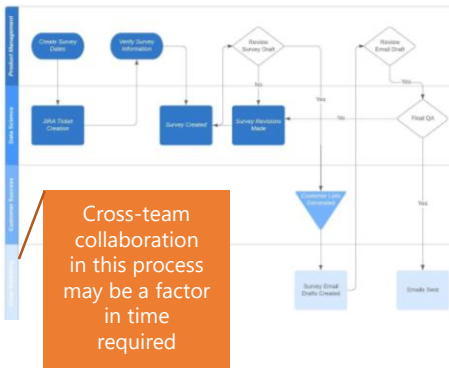 Product Management
Create Survey
Dates
Verify Survey
Information
Review
Survey Draft
Review
Email Draft
No
Yes
Yes
Data Science
JIRA Ticket
Creation
Survey Created
Survey Revisions
Made
No
Final QA
Customer Success
Customer Lists
Generated
Yes
Survey Email
Drafts Created
Emails Sent
Cross-team
collaboration
in this process
may be a factor
in time
required